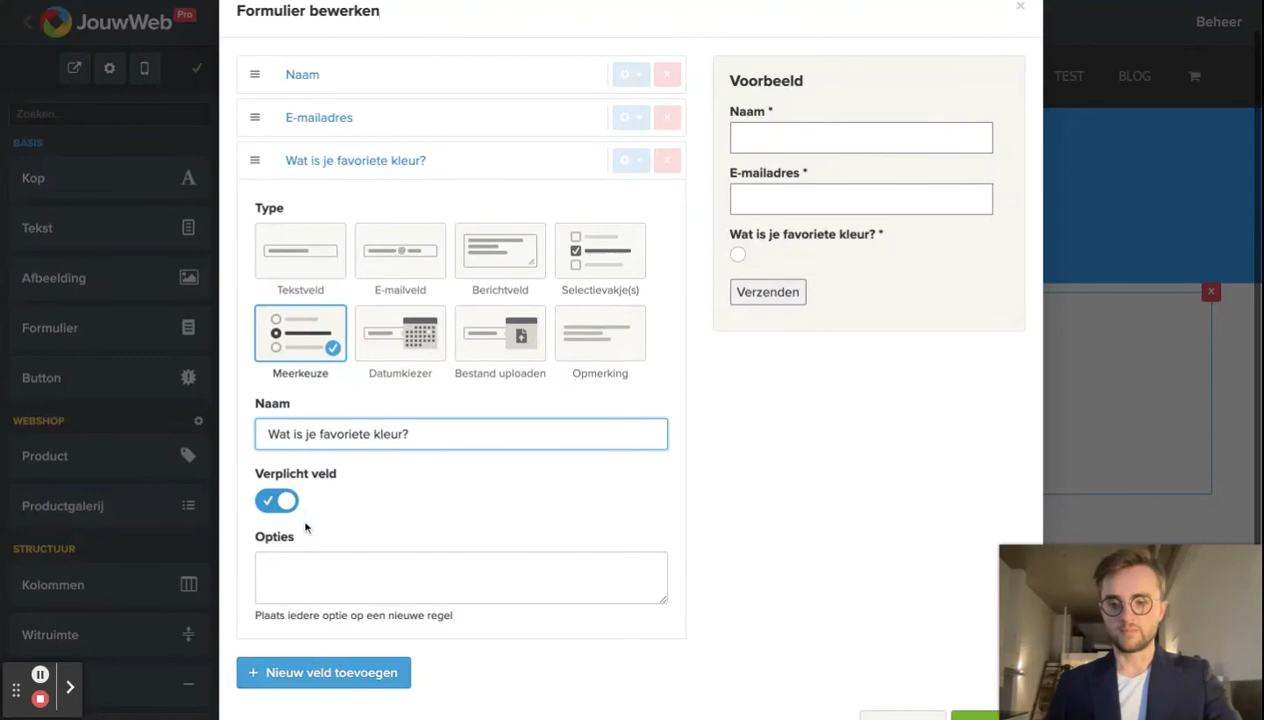 Formulier bewerken
×
JouwWeb Pro
Beheer
TEST
BLOG
Zoeken...
BASIS
Kop
A
Tekst
Afbeelding
Formulier
Button
WEBSHOP
Product
Productgalerij
STRUCTUUR
Kolommen
Witruimte
Naam
E-mailadres
Wat is je favoriete kleur?
Type
Tekstveld
E-mailveld
Berichtveld
Selectievakje(s)
Meerkeuze
Datumkiezer
Bestand uploaden
Opmerking
Naam
Wat is je favoriete kleur?
Verplicht veld
Opties
Plaats iedere optie op een nieuwe regel
+ Nieuw veld toevoegen
Voorbeeld
Naam *
E-mailadres *
Wat is je favoriete kleur? *
Verzenden